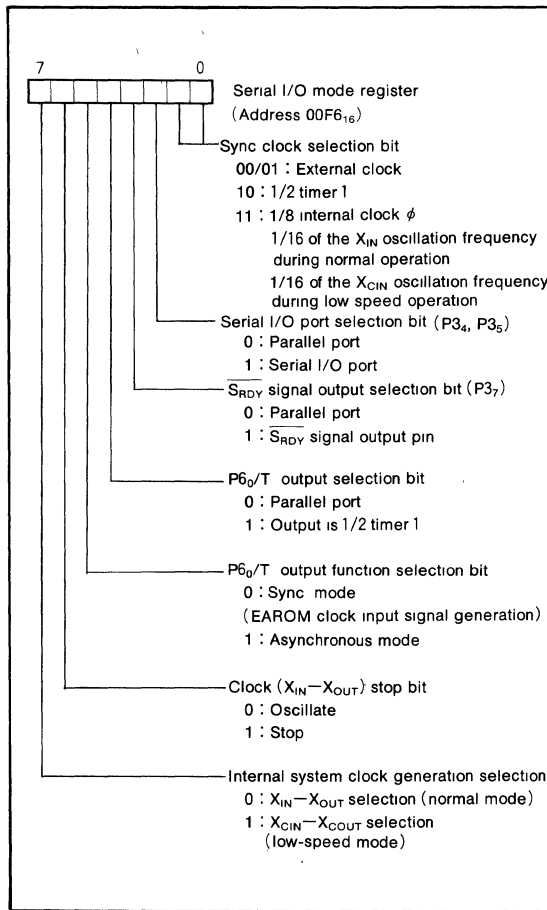 7 0
Serial I/O mode register
(Address 00F6₁₆)
Sync clock selection bit
00/01 : External clock
10 : 1/2 timer 1
11 : 1/8 internal clock ϕ
1/16 of the X_IN oscillation frequency
during normal operation
1/16 of the X_CIN oscillation frequency
during low speed operation
Serial I/O port selection bit (P3₄, P3₅)
0 : Parallel port
1 : Serial I/O port
S_RDY signal output selection bit (P3₇)
0 : Parallel port
1 : S_RDY signal output pin
P6₀/T output selection bit
0 : Parallel port
1 : Output is 1/2 timer 1
P6₀/T output function selection bit
0 : Sync mode
(EAROM clock input signal generation)
1 : Asynchronous mode
Clock (X_IN−X_OUT) stop bit
0 : Oscillate
1 : Stop
Internal system clock generation selection
0 : X_IN−X_OUT selection (normal mode)
1 : X_CIN−X_COUT selection
(low-speed mode)